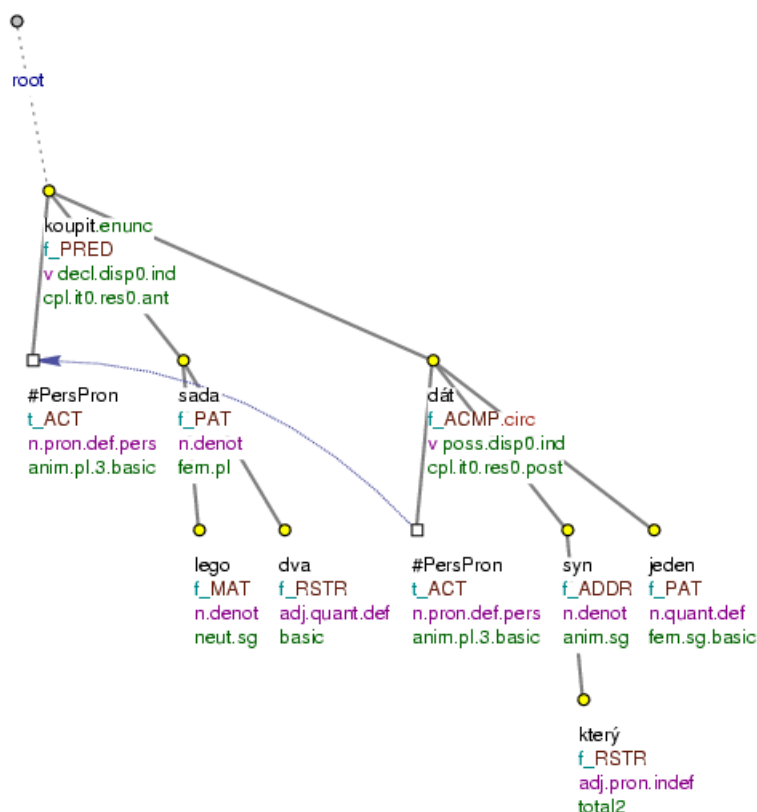 root
koupit.enunc
f_PRED
v decl.disp0.ind
cpl.it0.res0.ant
#PersPron
t_ACT
n.pron.def.pers
anim.pl.3.basic
sada
f_PAT
n.denot
fem.pl
dát
f_ACMP.circ
v poss.disp0.ind
cpl.it0.res0.post
lego
f_MAT
n.denot
neut.sg
dva
f_RSTR
adj.quant.def
basic
#PersPron
t_ACT
n.pron.def.pers
anim.pl.3.basic
syn
f_ADDR
n.denot
anim.sg
jeden
f_PAT
n.quant.def
fem.sg.basic
který
f_RSTR
adj.pron.indef
total2